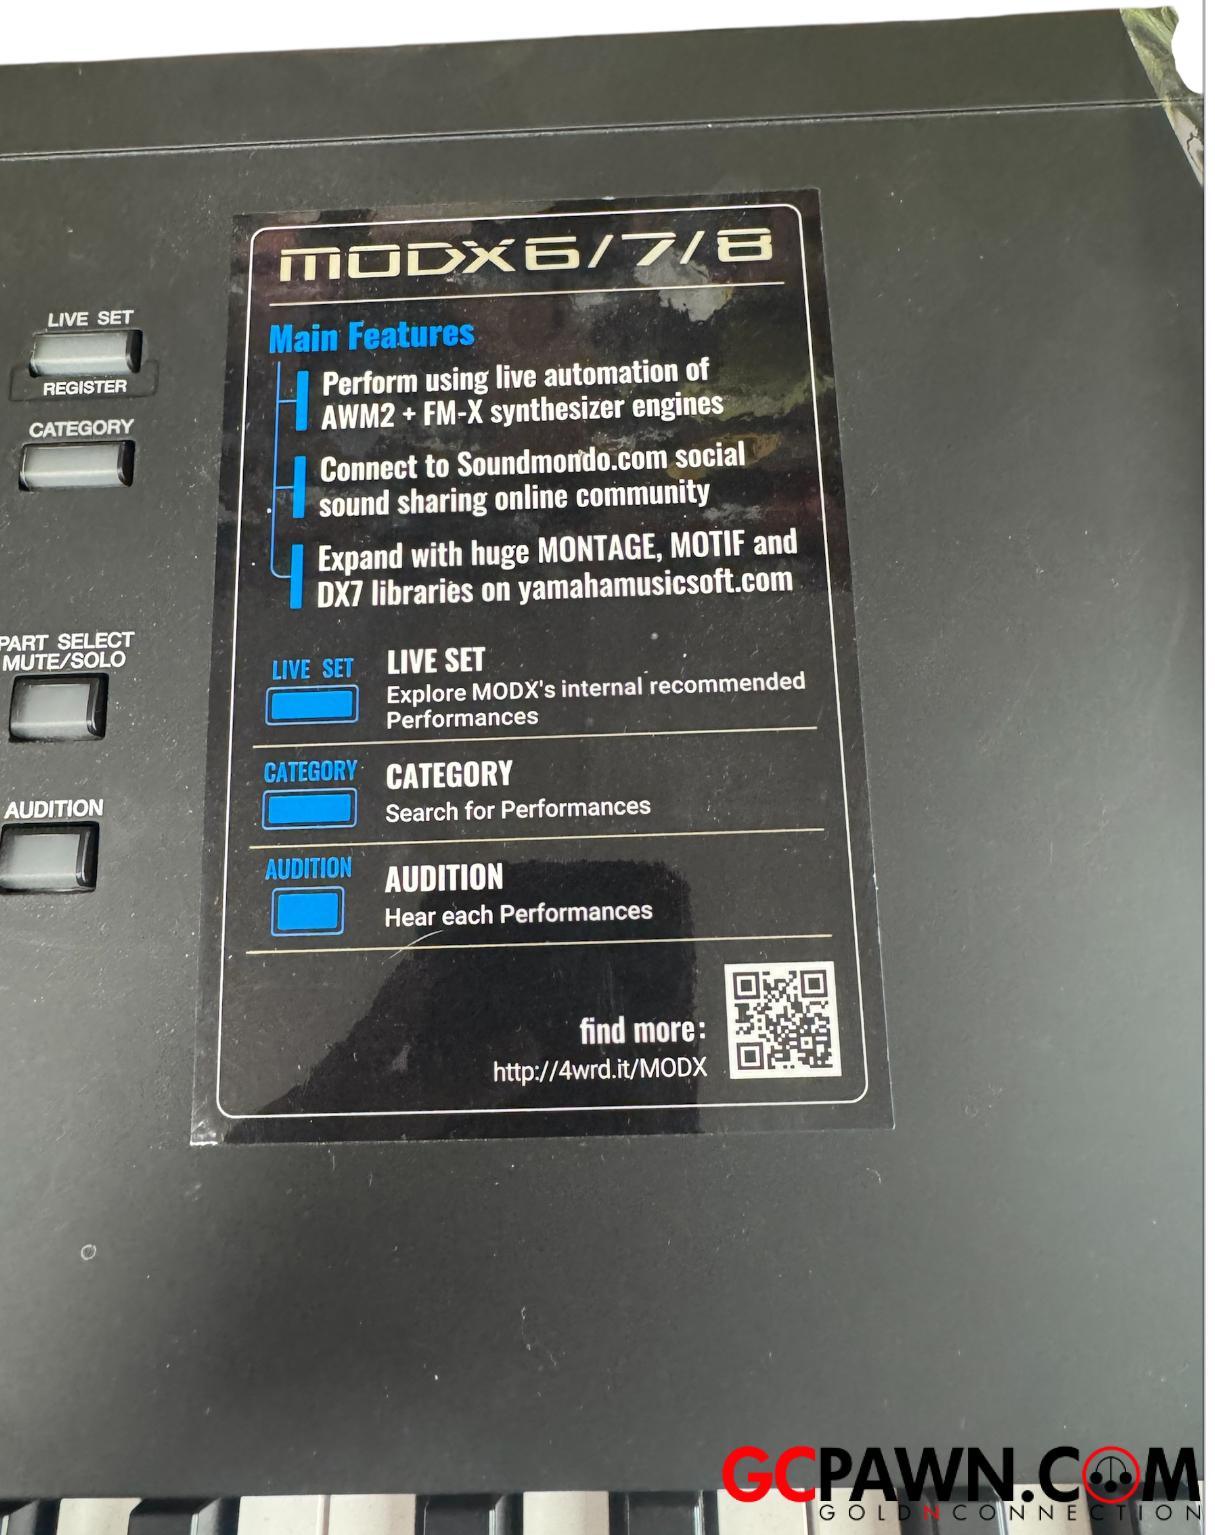 LIVE SET
REGISTER
CATEGORY
PART SELECT
MUTE/SOLO
AUDITION
MODX6/7/8
Main Features
Perform using live automation of
AWM2 + FM-X synthesizer engines
Connect to Soundmondo.com social
sound sharing online community
Expand with huge MONTAGE, MOTIF and
DX7 libraries on yamahamusicsoft.com
LIVE SET
LIVE SET
Explore MODX's internal recommended
Performances
CATEGORY
CATEGORY
Search for Performances
AUDITION
AUDITION
Hear each Performances
find more:
http://4wrd.it/MODX
GCPAWN.COM
GOLDNCONNECTION